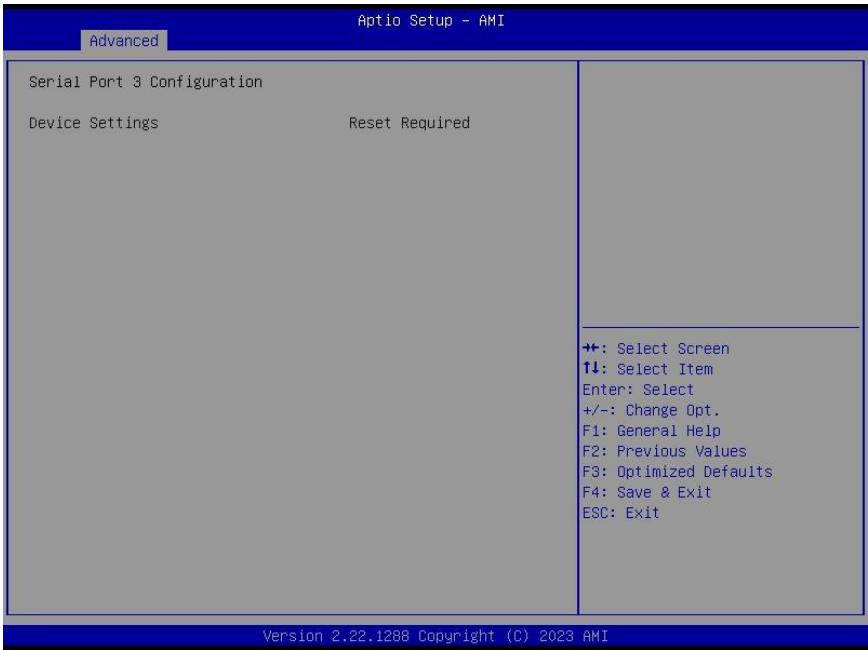 Aptio Setup – AMI
Advanced
Serial Port 3 Configuration
Device Settings Reset Required
→←: Select Screen
↑↓: Select Item
Enter: Select
+/-: Change Opt.
F1: General Help
F2: Previous Values
F3: Optimized Defaults
F4: Save & Exit
ESC: Exit
Version 2.22.1288 Copyright (C) 2023 AMI